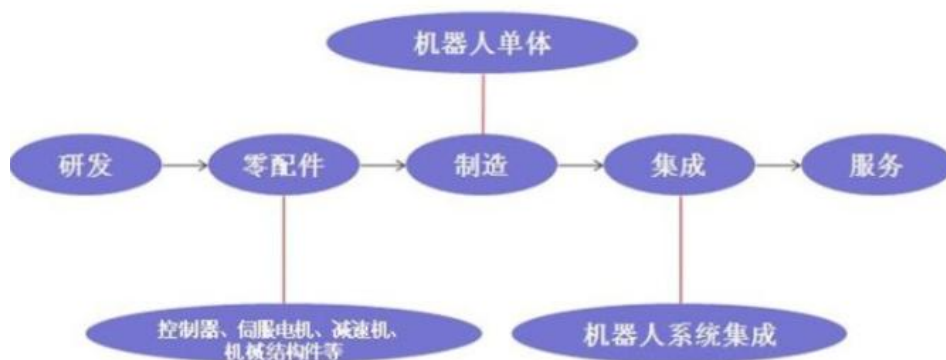 机器人单体
研发
零配件
制造
集成
服务
控制器、伺服电机、减速机、
机械结构件等
机器人系统集成